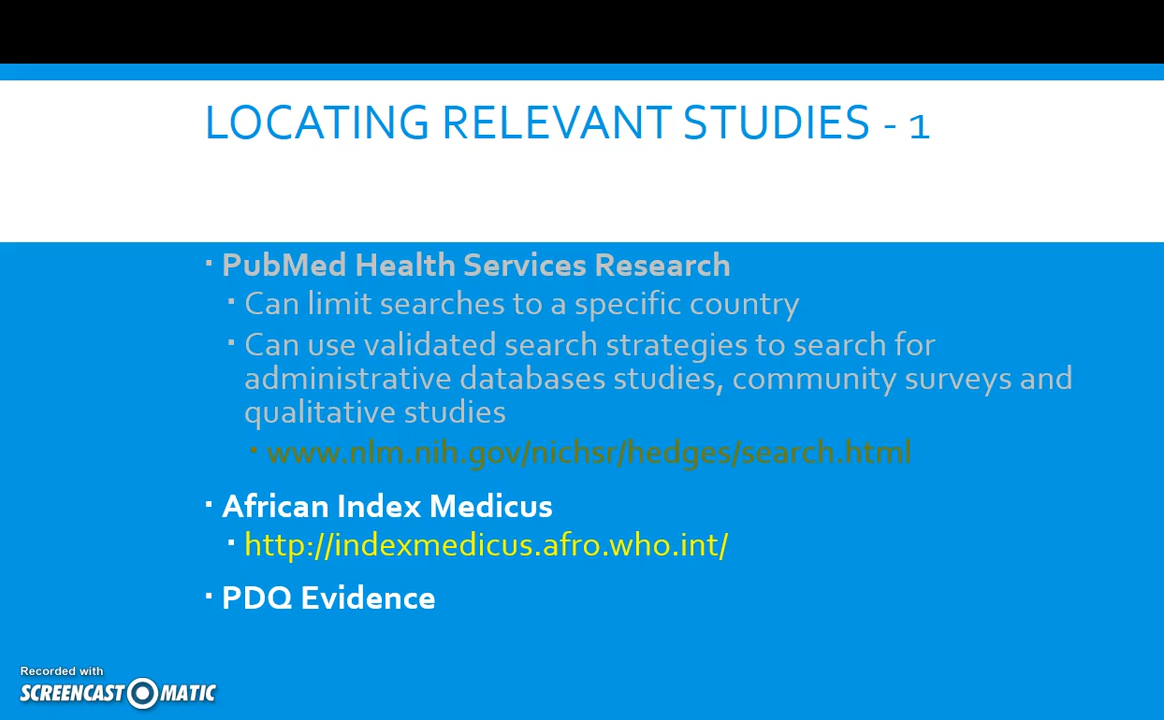 LOCATING RELEVANT STUDIES - 1
▪ PubMed Health Services Research
▪ Can limit searches to a specific country
▪ Can use validated search strategies to search for
administrative databases studies, community surveys and
qualitative studies
▪ www.nlm.nih.gov/nichsr/hedges/search.html
▪ African Index Medicus
▪ http://indexmedicus.afro.who.int/
▪ PDQ Evidence
Recorded with
SCREENCAST O MATIC